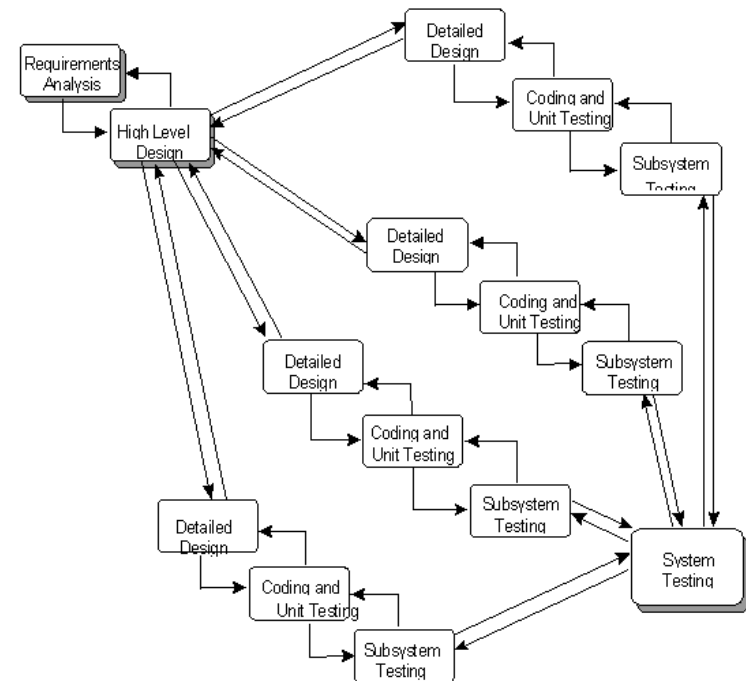 Detailed
Design
Requirements
Analysis
Coding and
Unit Testing
High Level
Design
Subsystem
Testing
Detailed
Design
Coding and
Unit Testing
Detailed
Design
Subsystem
Testing
Coding and
Unit Testing
Subsystem
Testing
Detailed
Design
System
Testing
Coding and
Unit Testing
Subsystem
Testing